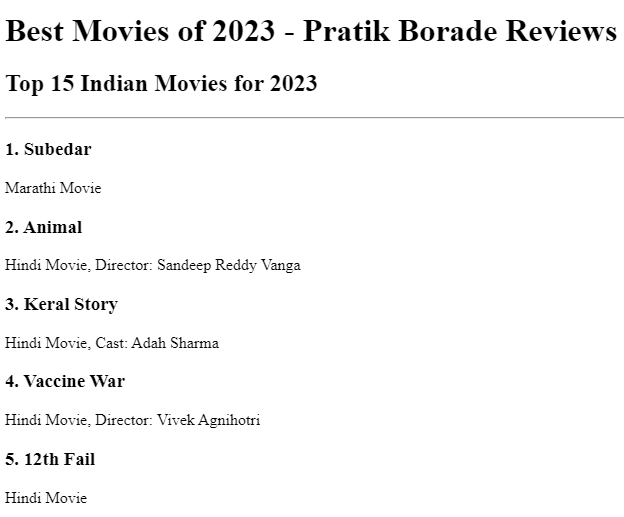 Best Movies of 2023 - Pratik Borade Reviews
Top 15 Indian Movies for 2023
1. Subedar
Marathi Movie
2. Animal
Hindi Movie, Director: Sandeep Reddy Vanga
3. Keral Story
Hindi Movie, Cast: Adah Sharma
4. Vaccine War
Hindi Movie, Director: Vivek Agnihotri
5. 12th Fail
Hindi Movie